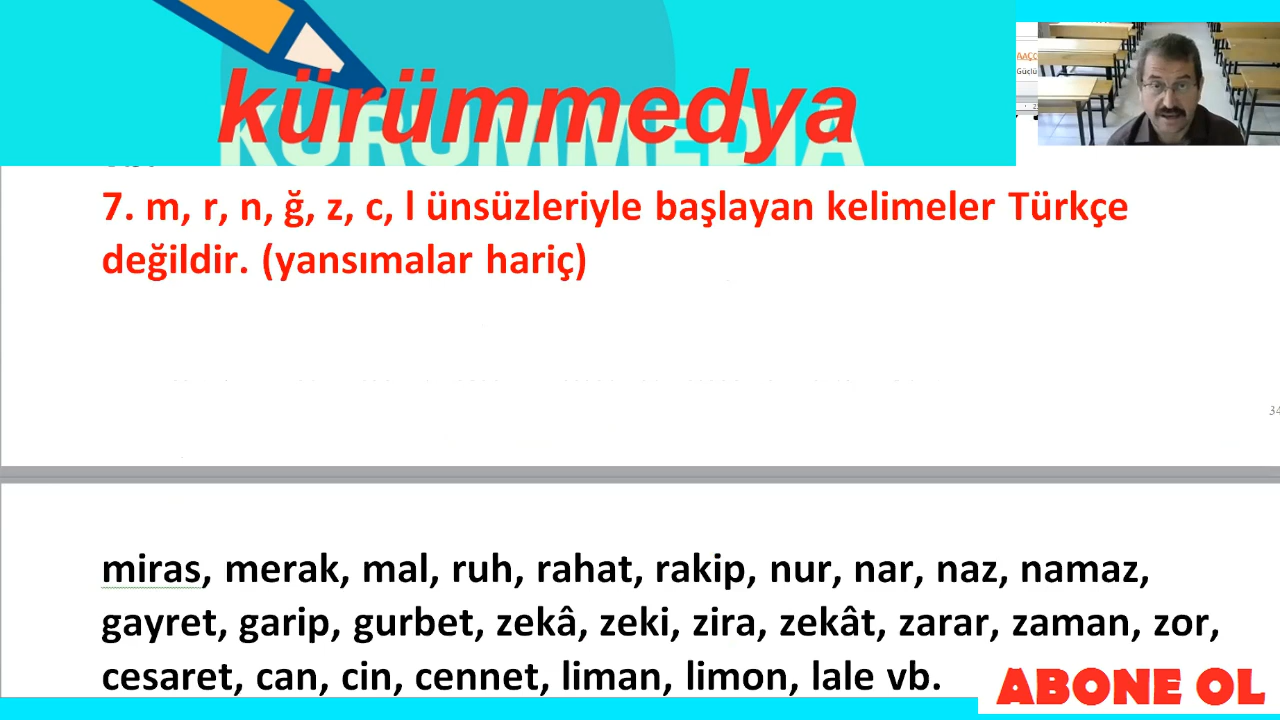 kürümmedya
KÜRÜMMEDIA
7. m, r, n, ğ, z, c, l ünsüzleriyle başlayan kelimeler Türkçe
değildir. (yansımalar hariç)
34
miras, merak, mal, ruh, rahat, rakip, nur, nar, naz, namaz,
gayret, garip, gurbet, zekâ, zeki, zira, zekât, zarar, zaman, zor,
cesaret, can, cin, cennet, liman, limon, lale vb.
ABONE OL